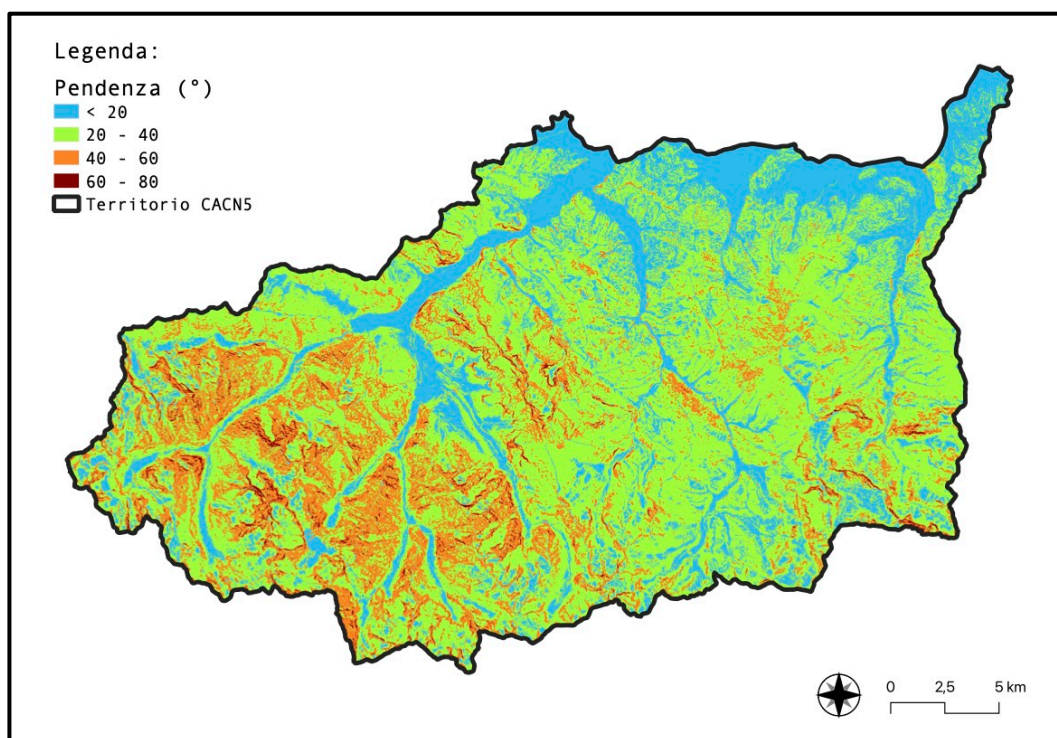 Legenda:
Pendenza (°)
< 20
20 - 40
40 - 60
60 - 80
Territorio CACN5
0 2,5 5 km